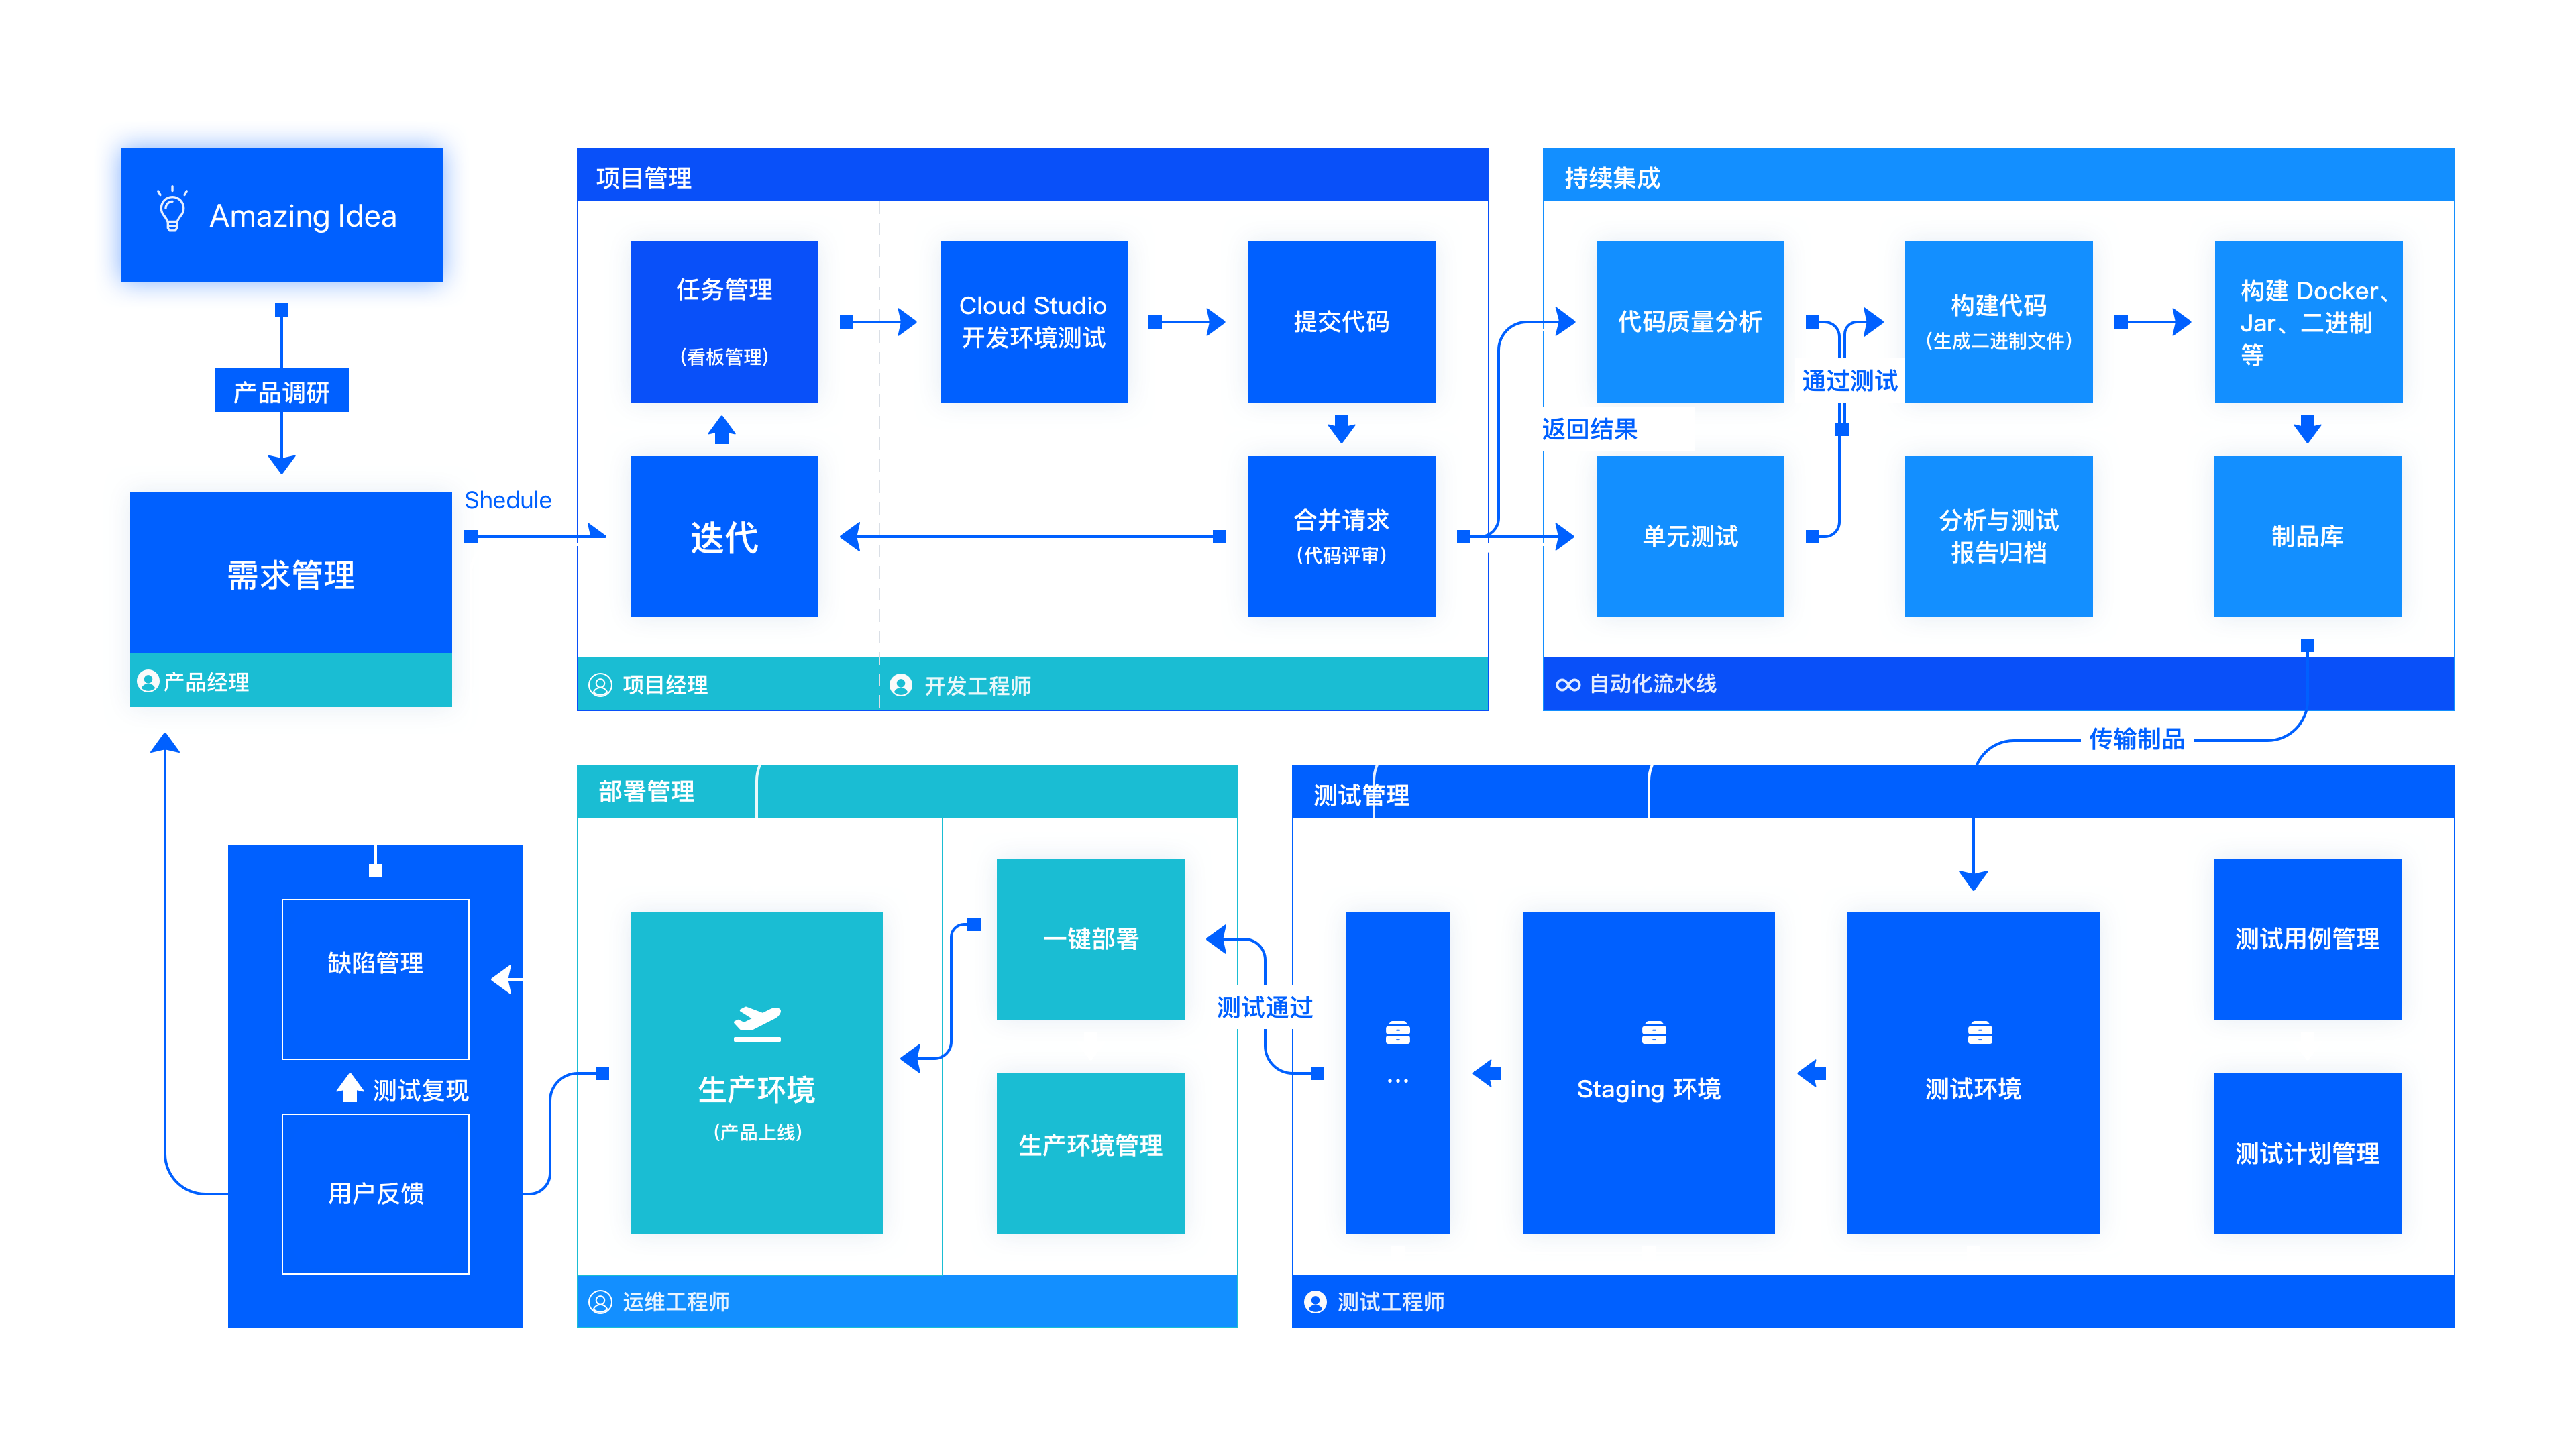 Amazing Idea
产品调研
需求管理
产品经理
Shedule
项目管理
任务管理
（看板管理）
Cloud Studio
开发环境测试
提交代码
迭代
合并请求
（代码评审）
项目经理
开发工程师
持续集成
代码质量分析
构建代码
（生成二进制文件）
构建 Docker、
Jar、二进制
等
通过测试
返回结果
单元测试
分析与测试
报告归档
制品库
自动化流水线
传输制品
缺陷管理
测试复现
用户反馈
部署管理
生产环境
（产品上线）
一键部署
生产环境管理
运维工程师
测试通过
测试管理
...
Staging 环境
测试环境
测试用例管理
测试计划管理
测试工程师